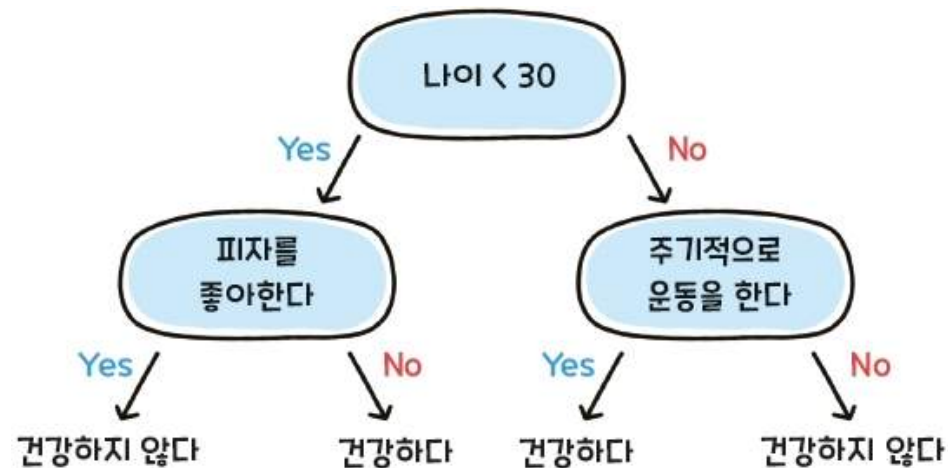 나이 < 30
Yes
No
피자를
좋아한다
주기적으로
운동을 한다
Yes
No
Yes
No
건강하지 않다
건강하다
건강하다
건강하지 않다